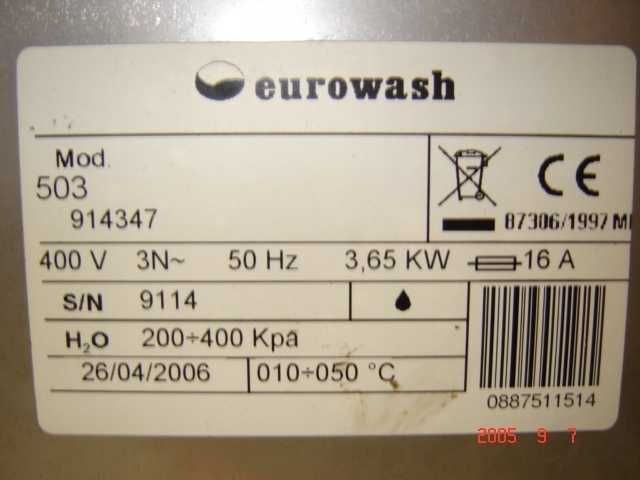 eurowash
Mod.
503
914347
CE
87306/1997
400 V 3N~ 50 Hz 3,65 KW 16 A
S/N 9114
H₂O 200÷400 Kpa
26/04/2006 010÷050 °C
0887511514
2005 9 7